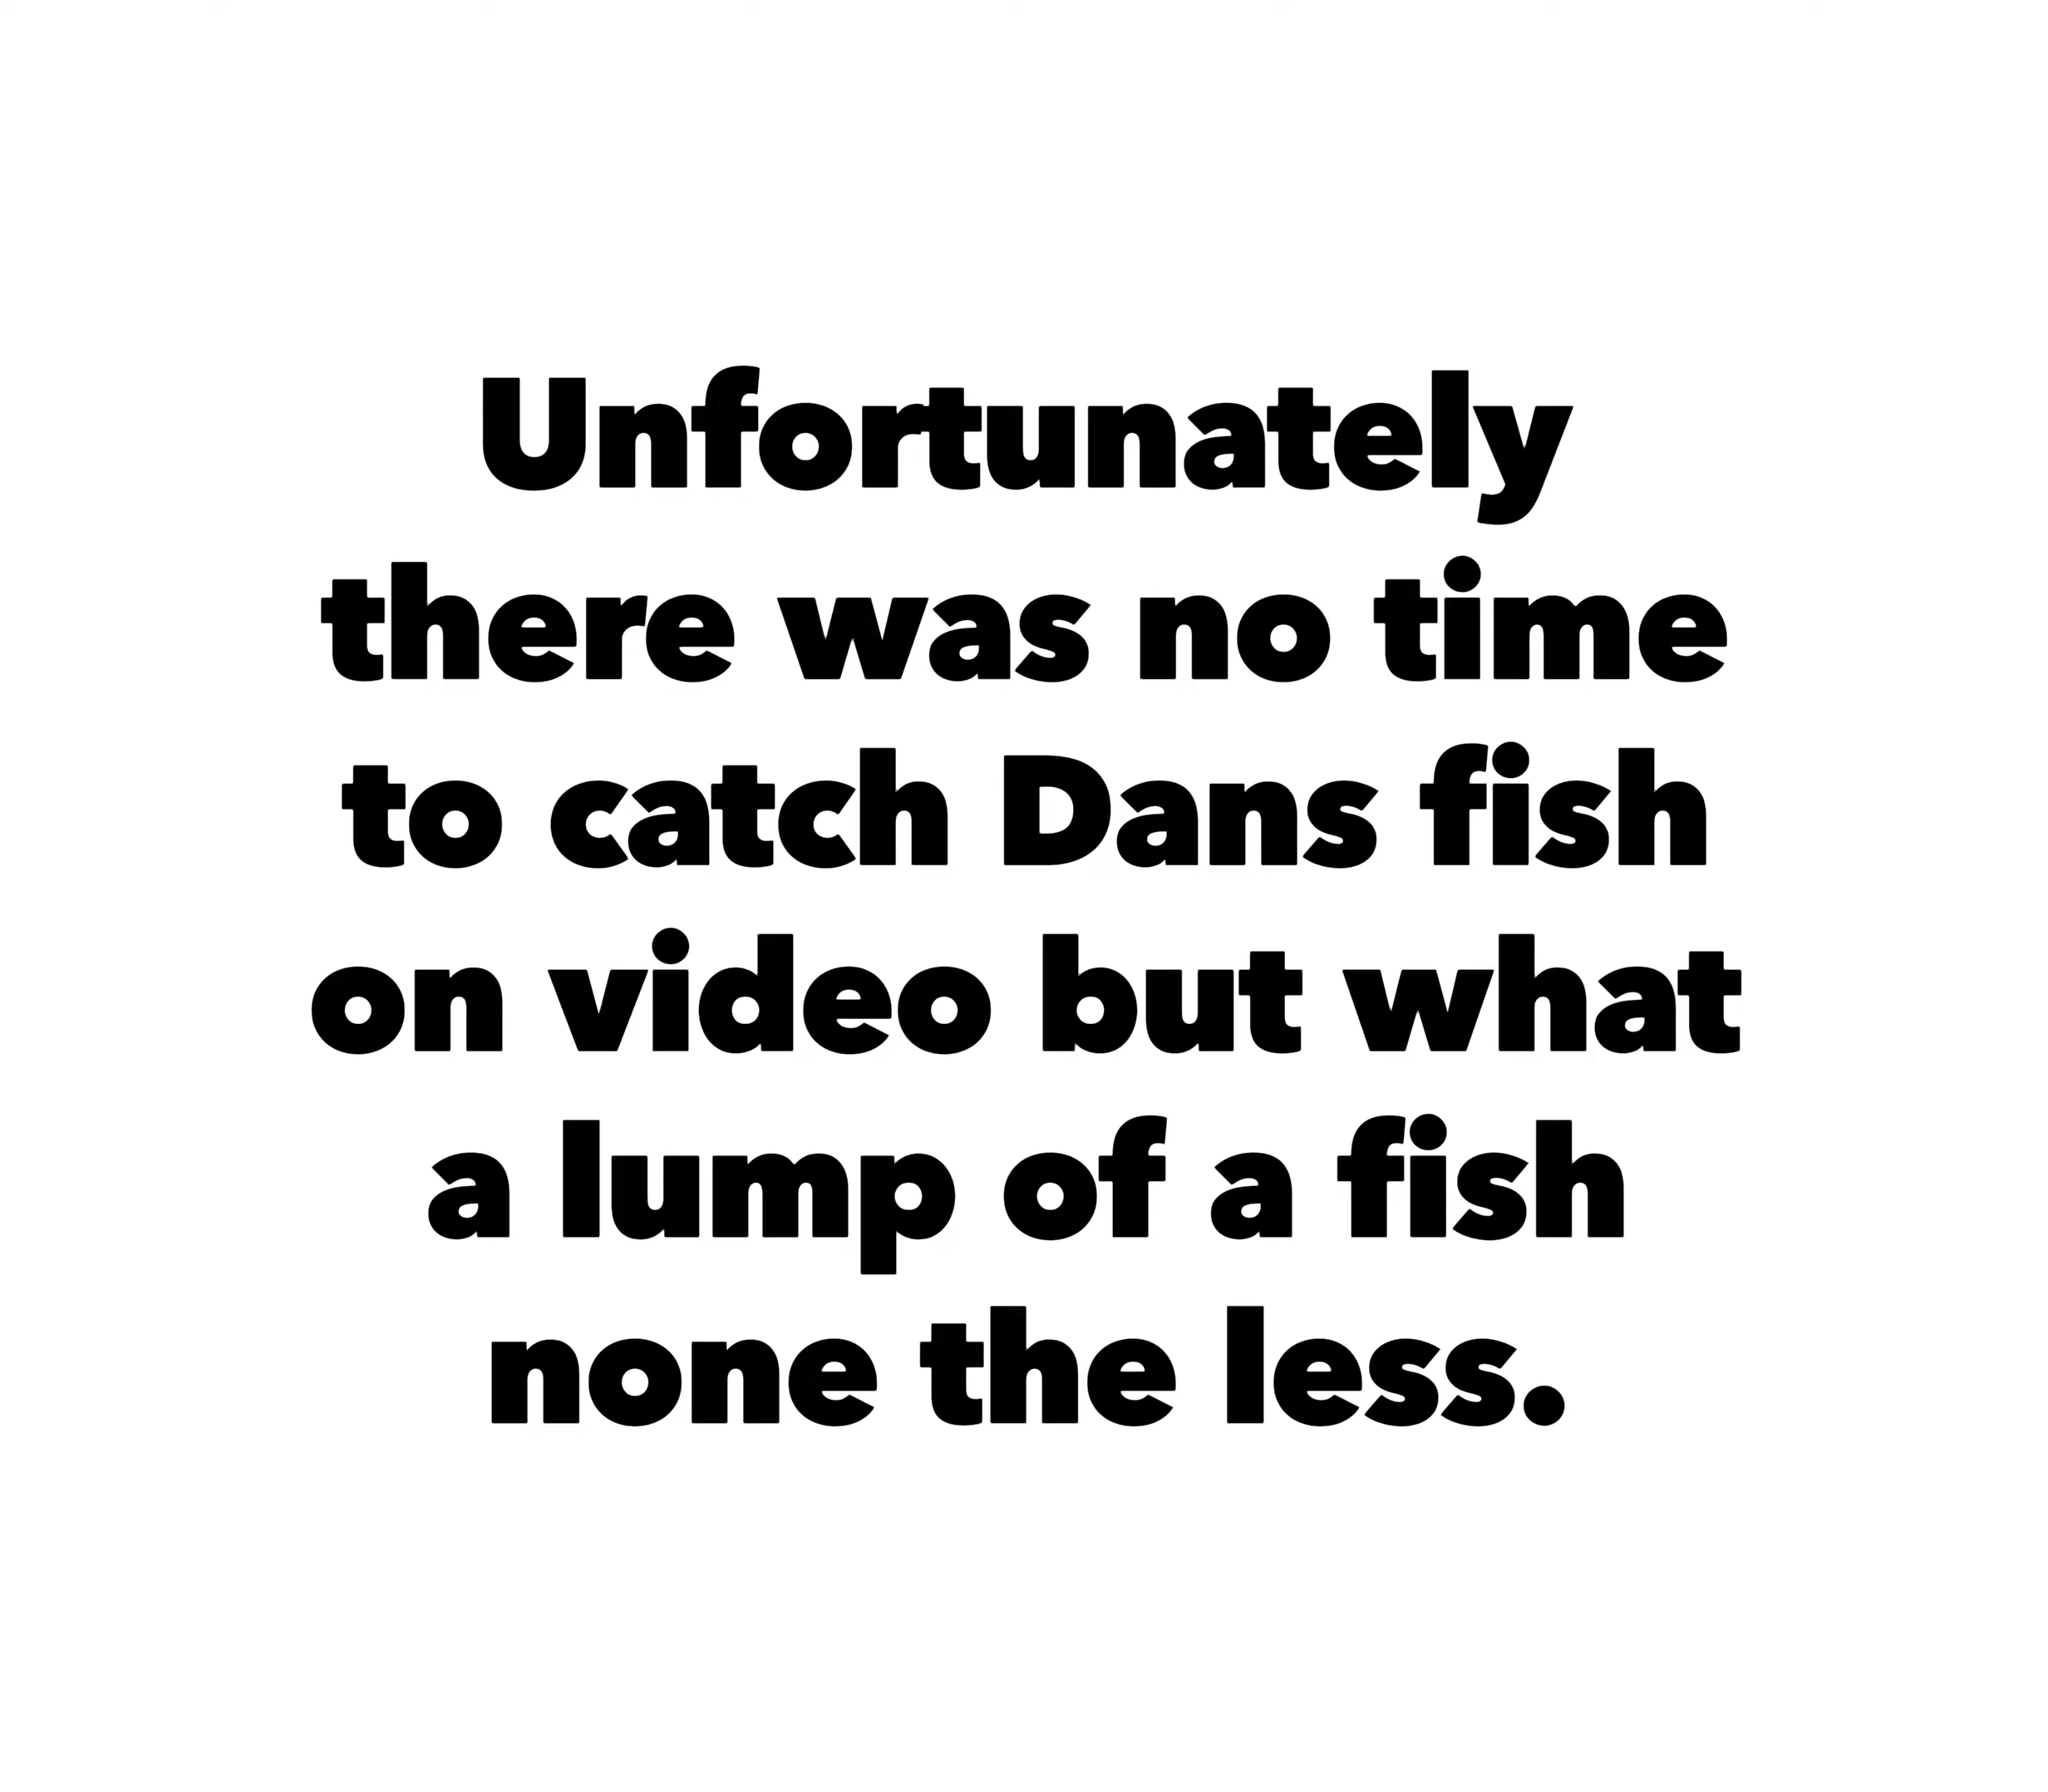 Unfortunately
there was no time
to catch Dans fish
on video but what
a lump of a fish
none the less.